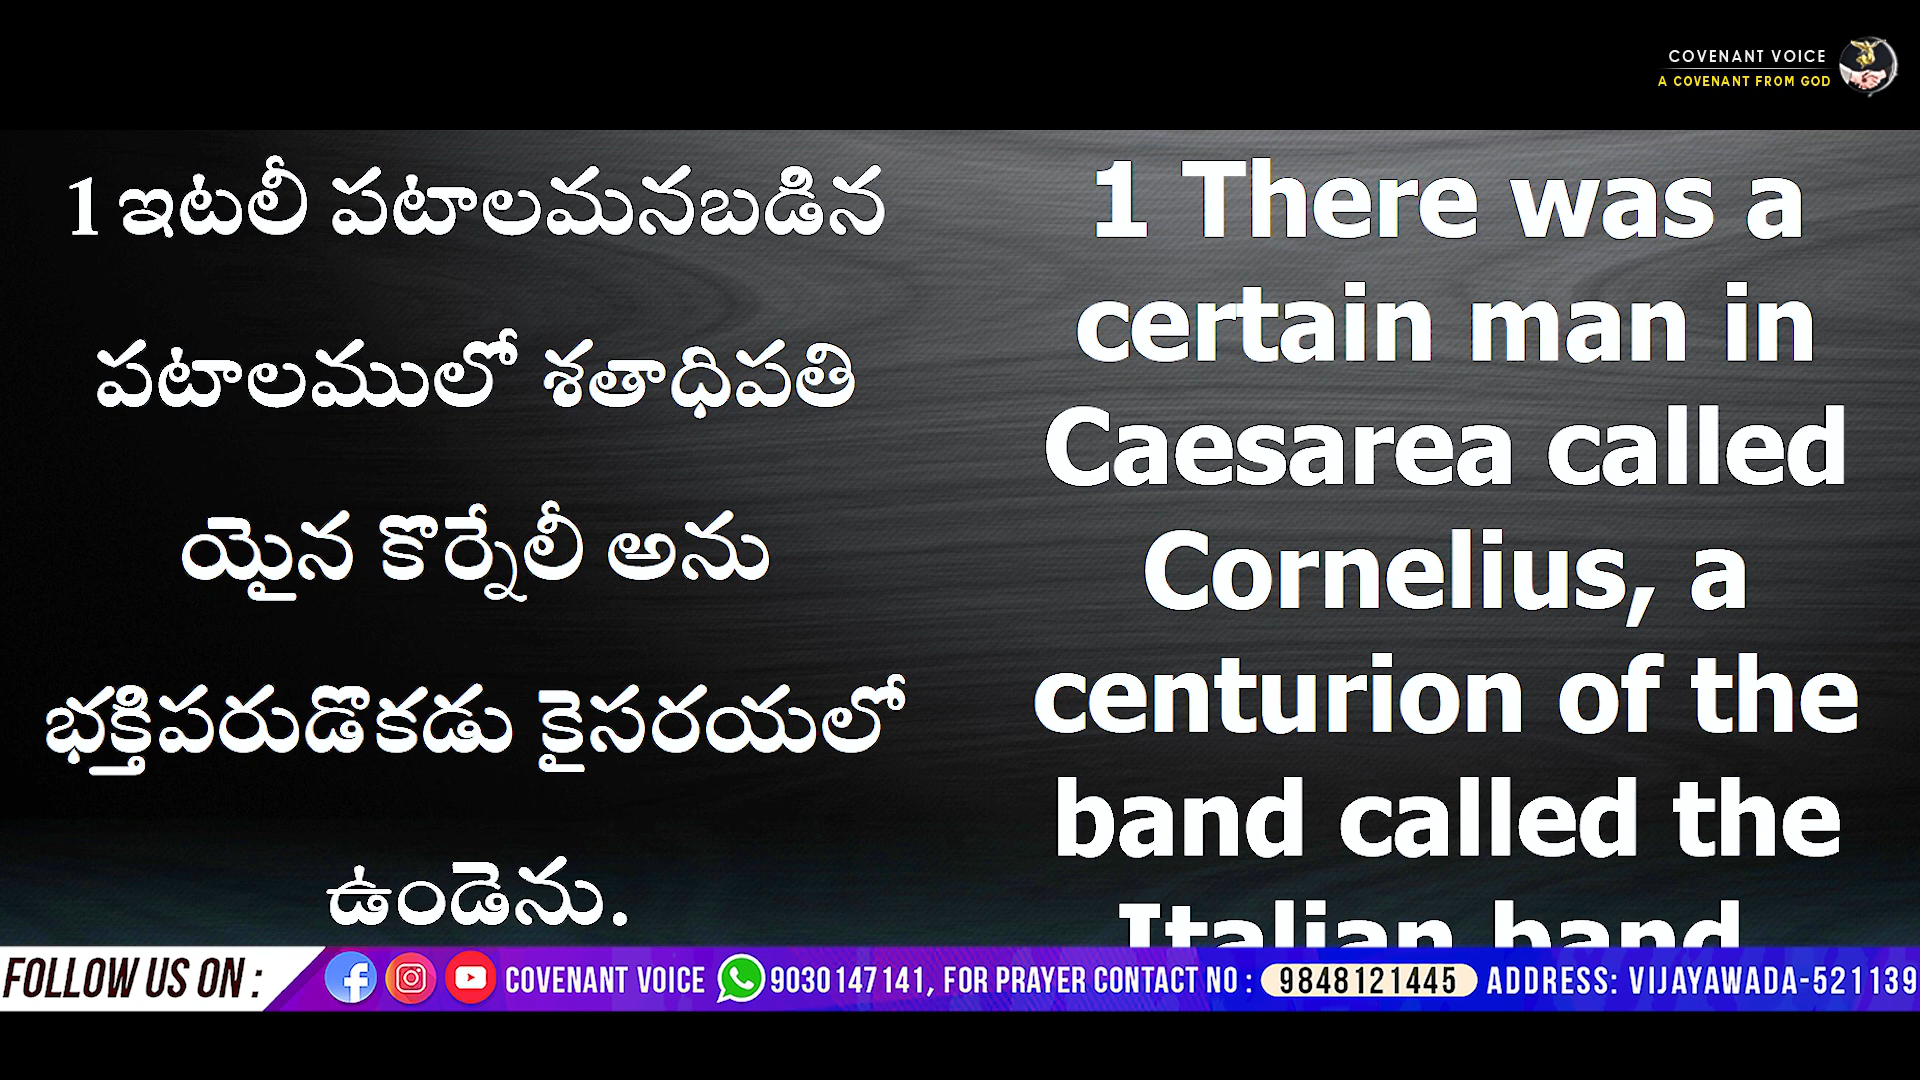 COVENANT VOICE
A COVENANT FROM GOD
1 ఇటలీ పటాలమనబడిన
పటాలములో శతాధిపతి
యైన కొర్నేలీ అను
భక్తిపరుడొకడు కైసరయలో
ఉండెను.
1 There was a
certain man in
Caesarea called
Cornelius, a
centurion of the
band called the
Italian band
FOLLOW US ON : COVENANT VOICE 9030147141, FOR PRAYER CONTACT NO : 9848121445 ADDRESS: VIJAYAWADA-521139